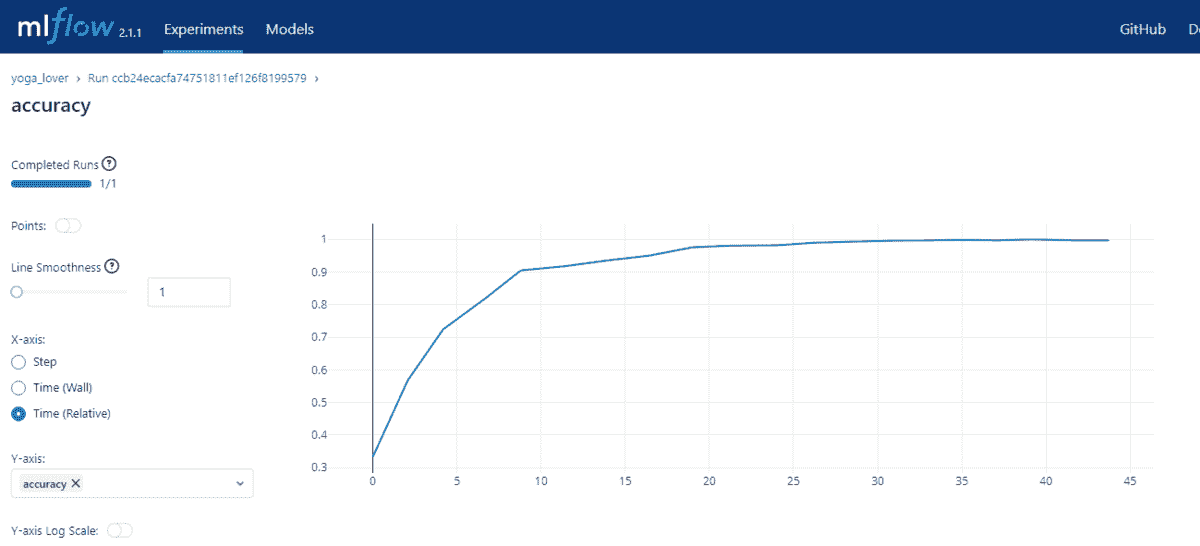 mlflow 2.1.1 Experiments Models GitHub
yoga_lover › Run ccb24ecacfa74751811ef126f8199579 ›
accuracy
Completed Runs ?
1/1
Points:
Line Smoothness ?
1
X-axis:
Step
Time (Wall)
Time (Relative)
Y-axis:
accuracy ×
Y-axis Log Scale:
1
0.9
0.8
0.7
0.6
0.5
0.4
0.3
0 5 10 15 20 25 30 35 40 45